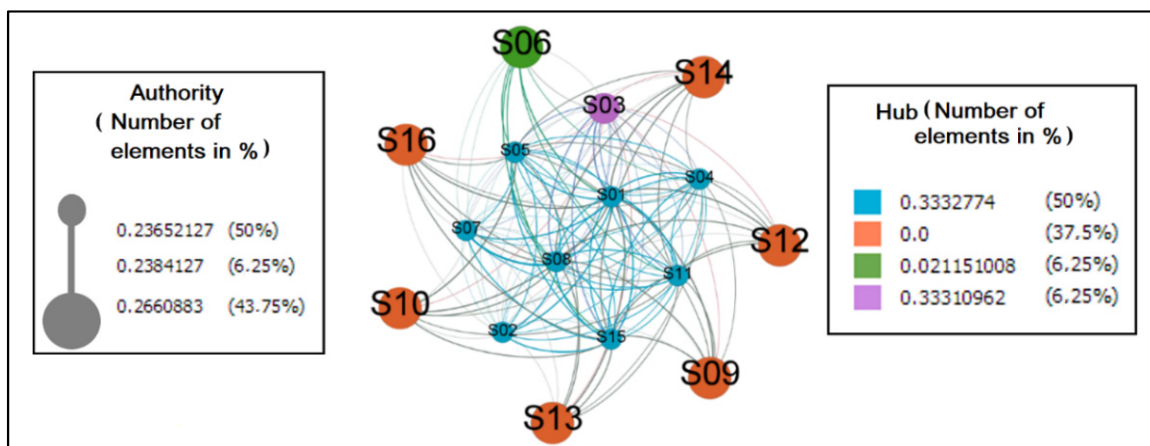 Authority
( Number of
elements in % )
0.23652127 (50%)
0.2384127 (6.25%)
0.2660883 (43.75%)
S06
S14
S03
S16
S05
S04
S01
S07
S12
S08
S11
S10
S02
S15
S09
S13
Hub ( Number of
elements in % )
0.3332774 (50%)
0.0 (37.5%)
0.021151008 (6.25%)
0.33310962 (6.25%)